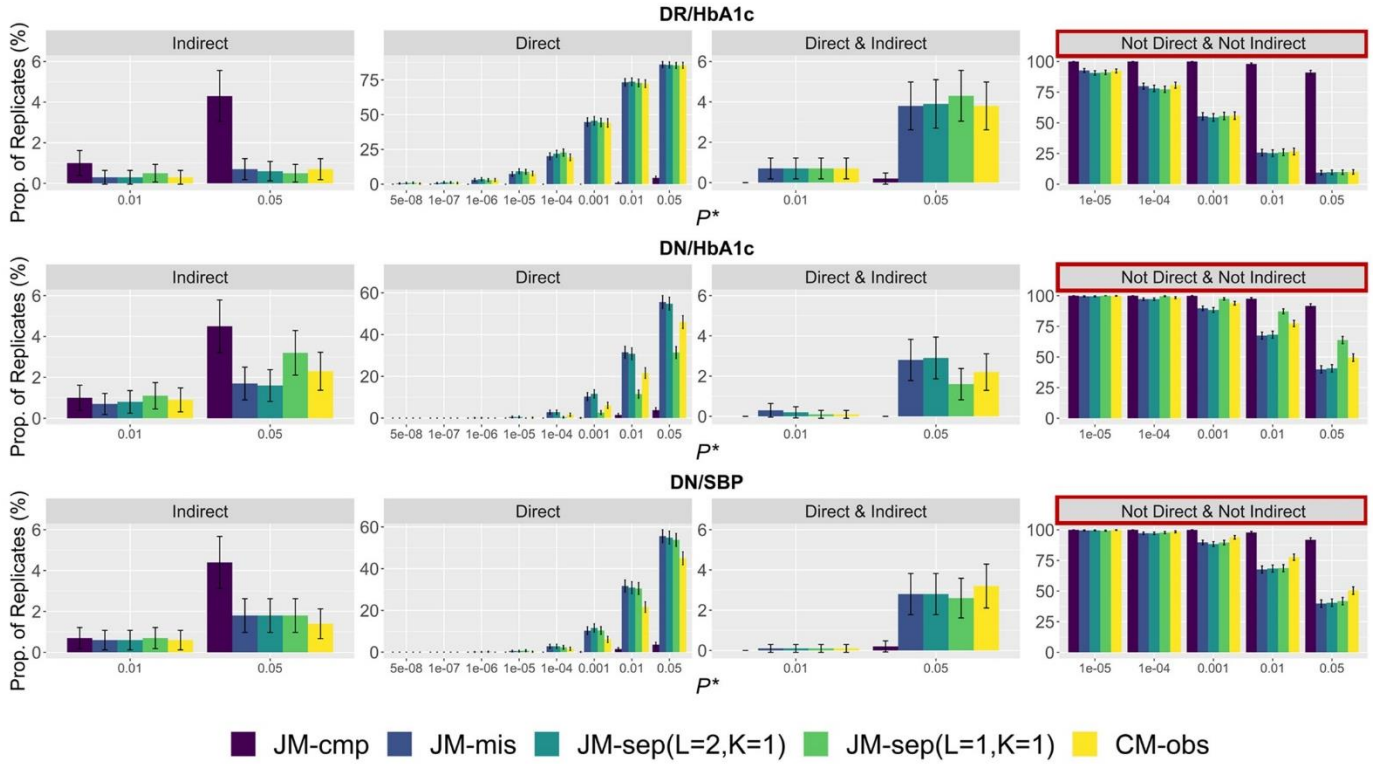 DR/HbA1c
Prop. of Replicates (%)
Indirect
Direct
Direct & Indirect
Not Direct & Not Indirect
6
4
2
0
0.01 0.05
75
50
25
0
5e-08 1e-07 1e-06 1e-05 1e-04 0.001 0.01 0.05
6
4
2
0
0.01 0.05
100
75
50
25
0
1e-05 1e-04 0.001 0.01 0.05
P*
DN/HbA1c
Prop. of Replicates (%)
Indirect
Direct
Direct & Indirect
Not Direct & Not Indirect
6
4
2
0
0.01 0.05
60
40
20
0
5e-08 1e-07 1e-06 1e-05 1e-04 0.001 0.01 0.05
6
4
2
0
0.01 0.05
100
75
50
25
0
1e-05 1e-04 0.001 0.01 0.05
P*
DN/SBP
Prop. of Replicates (%)
Indirect
Direct
Direct & Indirect
Not Direct & Not Indirect
6
4
2
0
0.01 0.05
60
40
20
0
5e-08 1e-07 1e-06 1e-05 1e-04 0.001 0.01 0.05
6
4
2
0
0.01 0.05
100
75
50
25
0
1e-05 1e-04 0.001 0.01 0.05
P*
JM-cmp JM-mis JM-sep(L=2,K=1) JM-sep(L=1,K=1) CM-obs